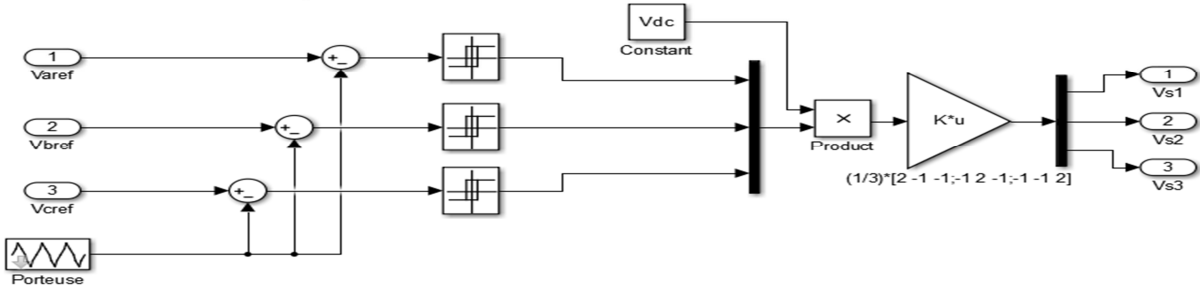 Vdc
Constant
1
Varef
+
-
2
Vbref
+
-
3
Vcref
+
-
Porteuse
×
Product
K*u
(1/3)*[2 -1 -1;-1 2 -1;-1 -1 2]
1
Vs1
2
Vs2
3
Vs3